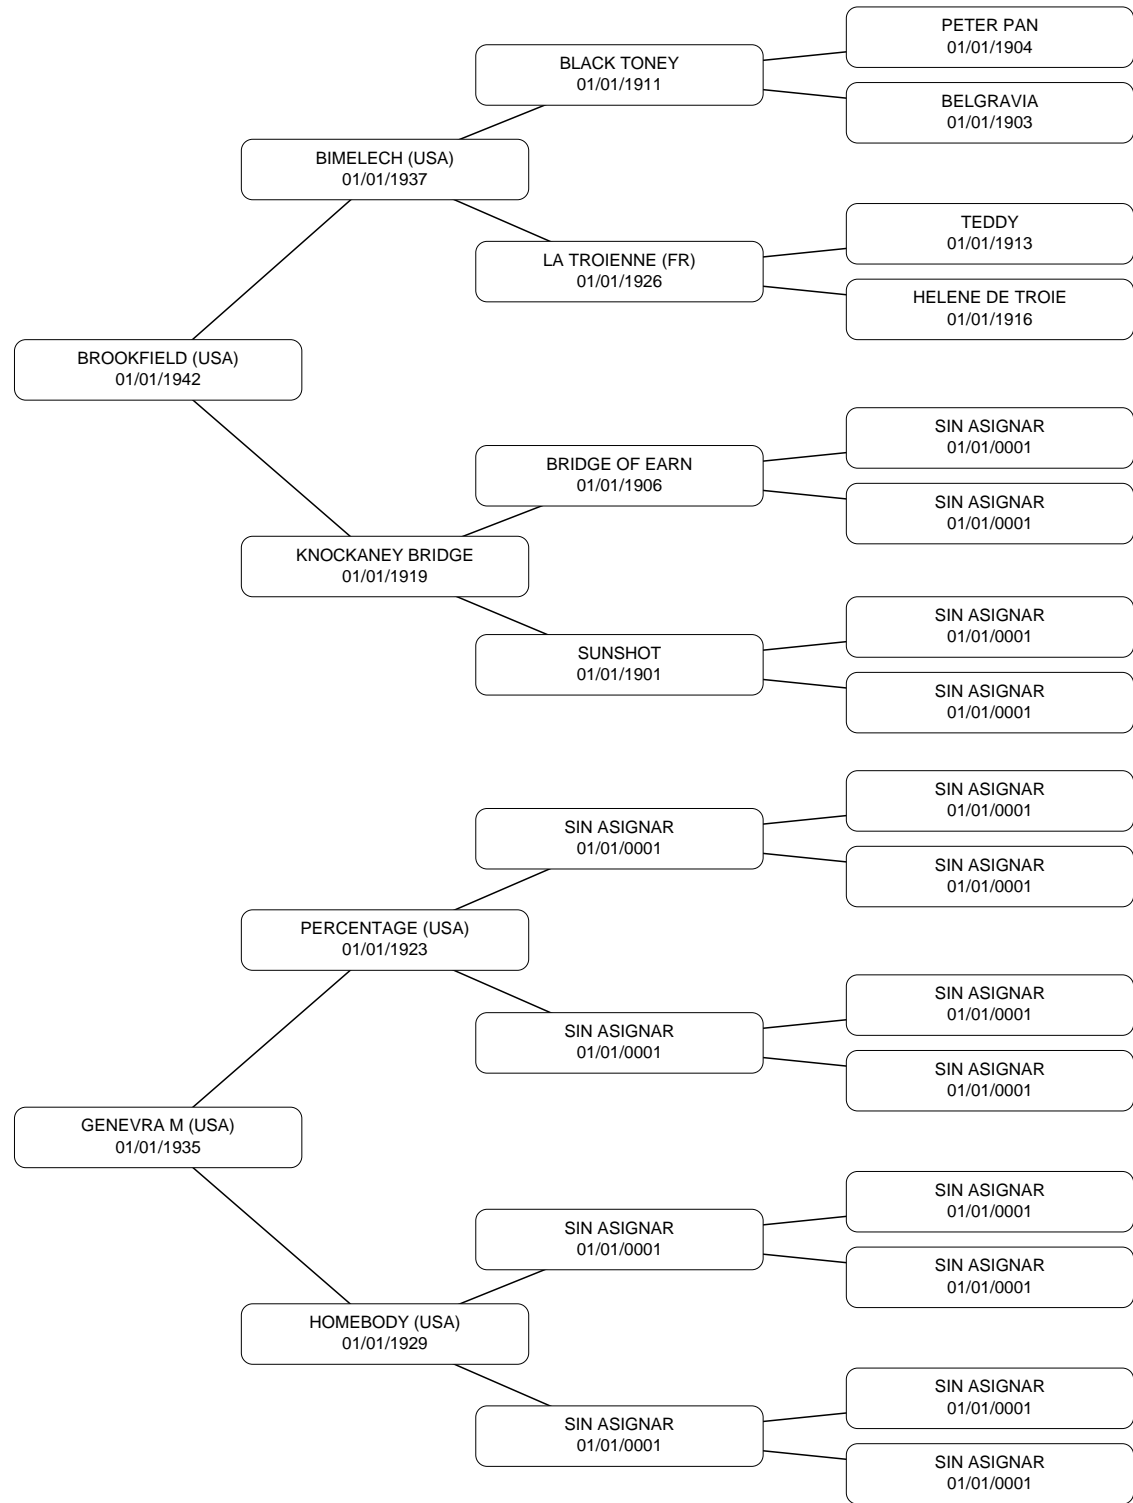 PETER PAN
01/01/1904
BLACK TONEY
01/01/1911
BELGRAVIA
01/01/1903
BIMELECH (USA)
01/01/1937
TEDDY
01/01/1913
LA TROIENNE (FR)
01/01/1926
HELENE DE TROIE
01/01/1916
BROOKFIELD (USA)
01/01/1942
SIN ASIGNAR
01/01/0001
BRIDGE OF EARN
01/01/1906
SIN ASIGNAR
01/01/0001
KNOCKANEY BRIDGE
01/01/1919
SIN ASIGNAR
01/01/0001
SUNSHOT
01/01/1901
SIN ASIGNAR
01/01/0001
SIN ASIGNAR
01/01/0001
SIN ASIGNAR
01/01/0001
SIN ASIGNAR
01/01/0001
PERCENTAGE (USA)
01/01/1923
SIN ASIGNAR
01/01/0001
SIN ASIGNAR
01/01/0001
SIN ASIGNAR
01/01/0001
GENEVRA M (USA)
01/01/1935
SIN ASIGNAR
01/01/0001
SIN ASIGNAR
01/01/0001
SIN ASIGNAR
01/01/0001
HOMEBODY (USA)
01/01/1929
SIN ASIGNAR
01/01/0001
SIN ASIGNAR
01/01/0001
SIN ASIGNAR
01/01/0001